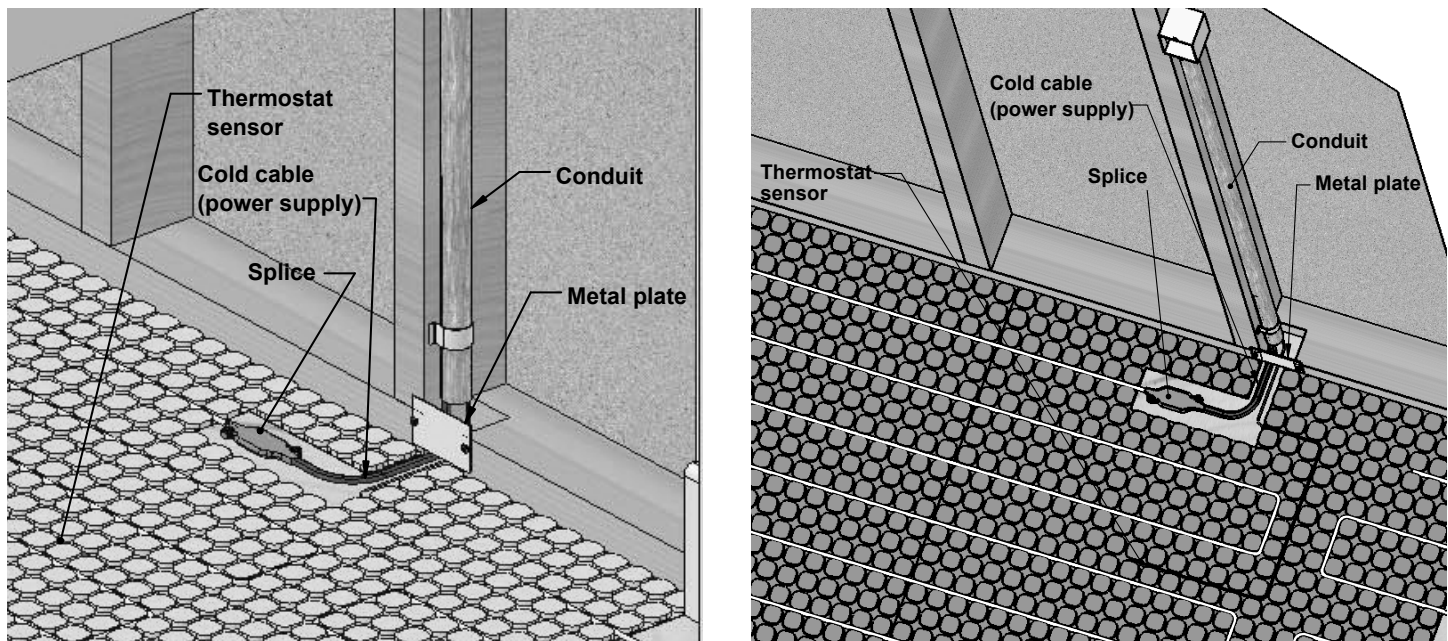 Thermostat
sensor
Cold cable
(power supply)
Conduit
Splice
Metal plate
Cold cable
(power supply)
Conduit
Thermostat
sensor
Splice
Metal plate